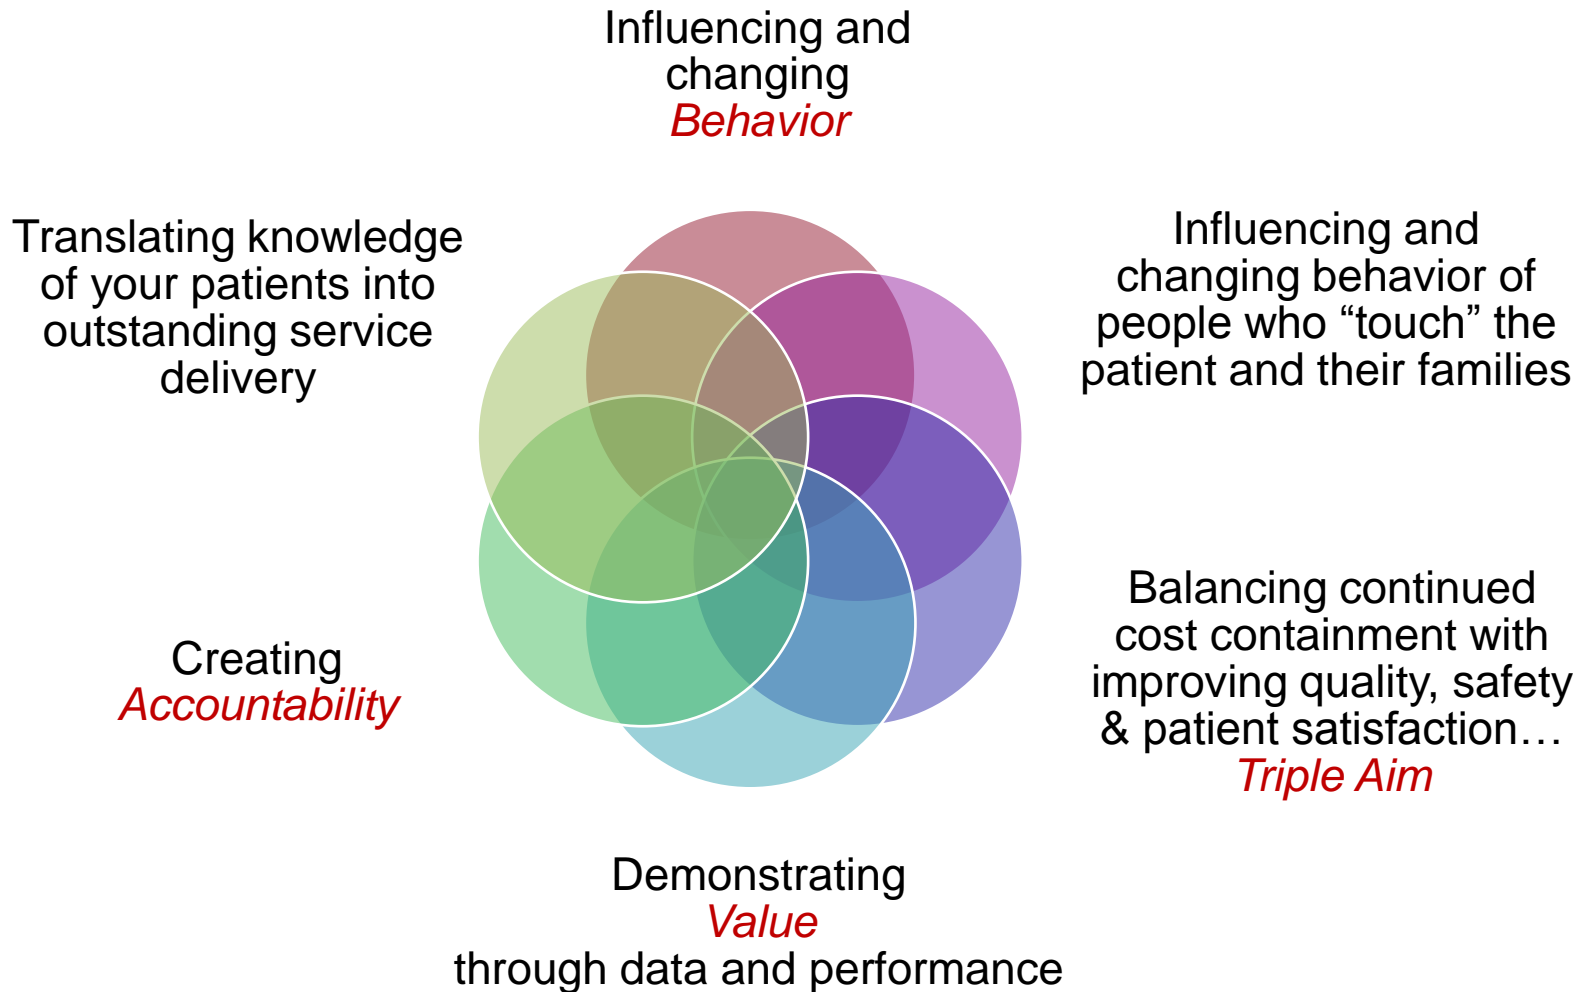 Influencing and
changing
Behavior
Translating knowledge
of your patients into
outstanding service
delivery
Influencing and
changing behavior of
people who “touch” the
patient and their families
Creating
Accountability
Balancing continued
cost containment with
improving quality, safety
& patient satisfaction…
Triple Aim
Demonstrating
Value
through data and performance